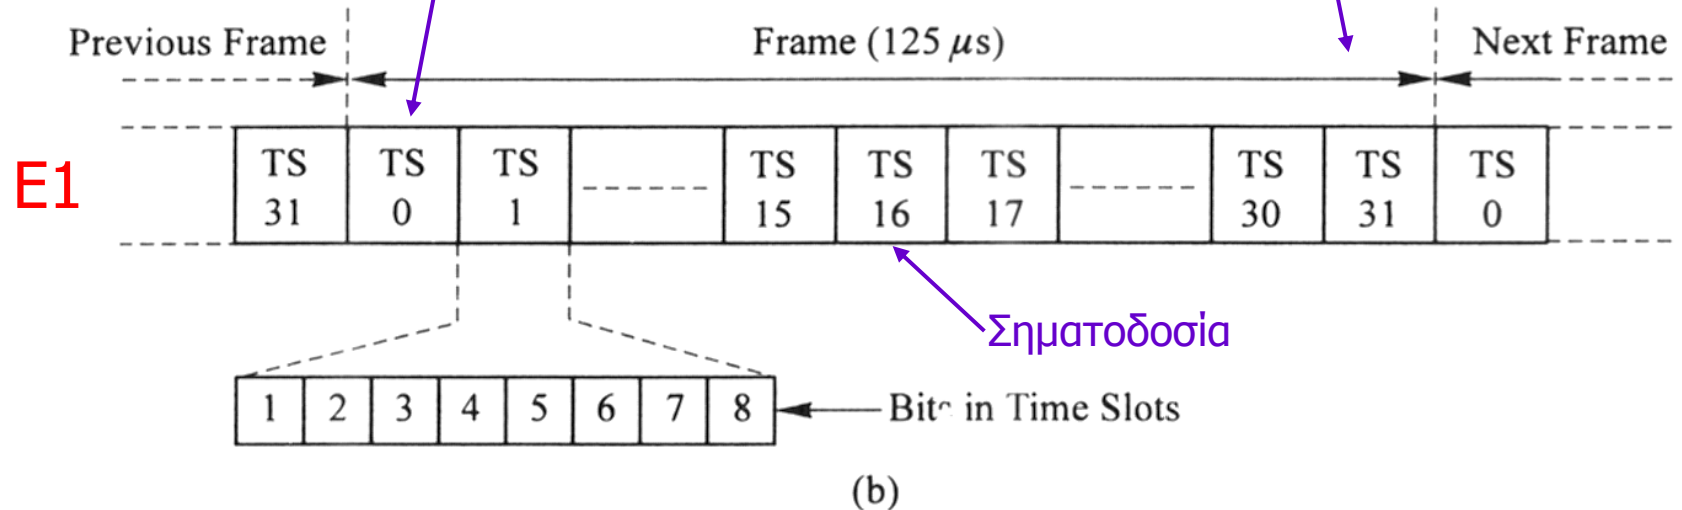 Previous Frame Frame (125 μs) Next Frame
E1
TS TS TS TS TS TS TS TS TS
31 0 1 15 16 17 30 31 0
Σηματοδοσία
1 2 3 4 5 6 7 8 in Time Slots
(b)